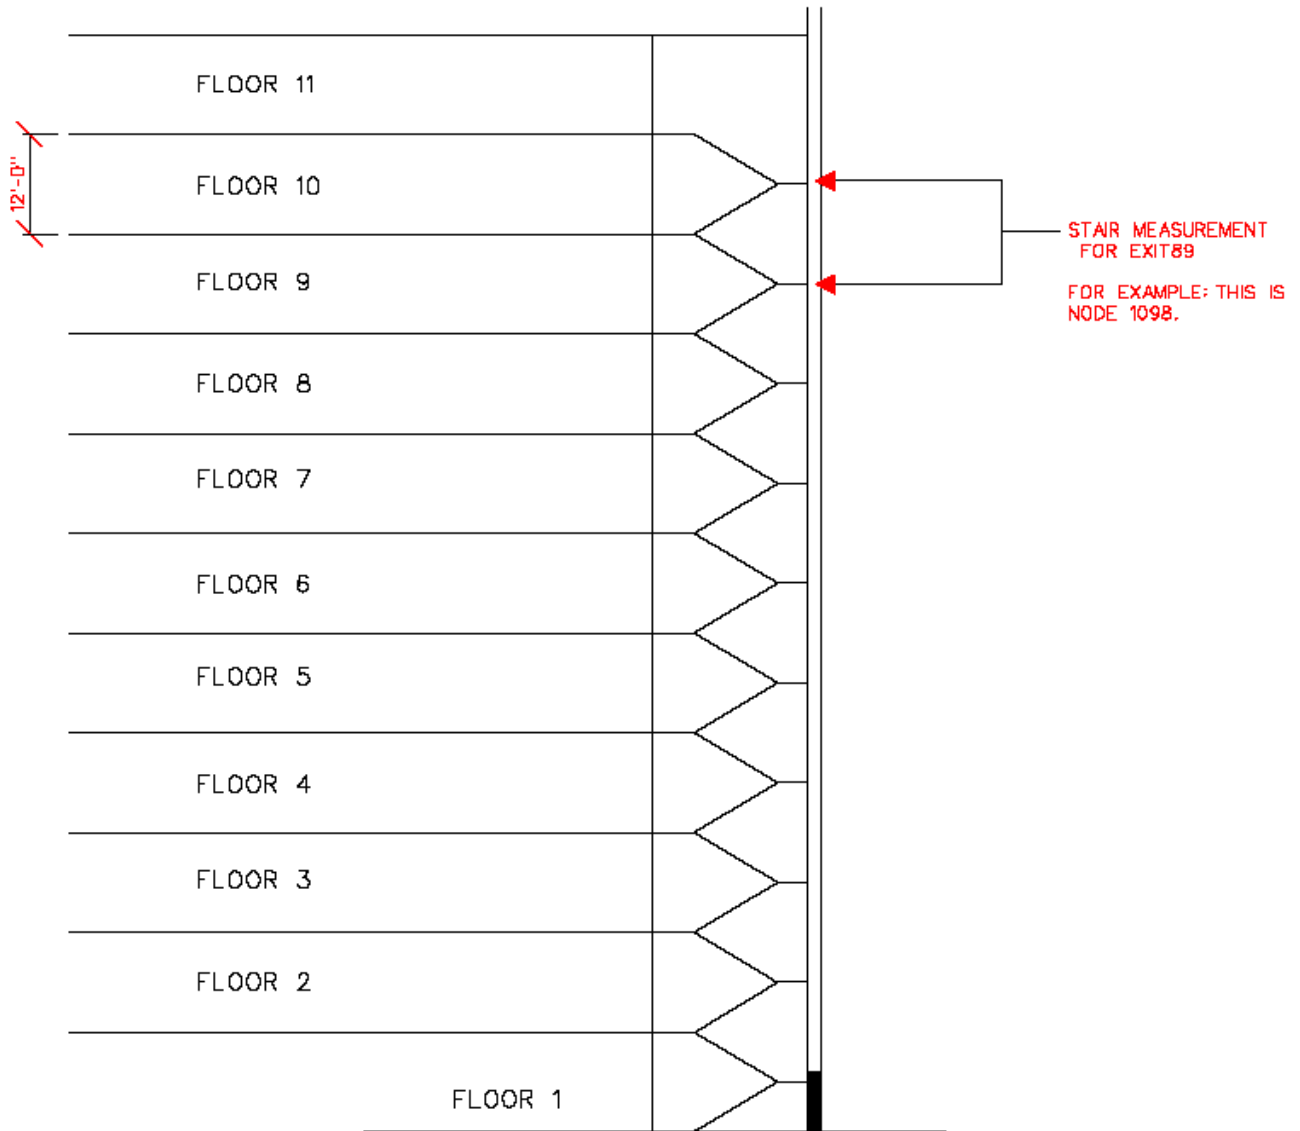 FLOOR 11
FLOOR 10
12'-0"
FLOOR 9
STAIR MEASUREMENT
FOR EXIT89
FOR EXAMPLE: THIS IS
NODE 1098.
FLOOR 8
FLOOR 7
FLOOR 6
FLOOR 5
FLOOR 4
FLOOR 3
FLOOR 2
FLOOR 1